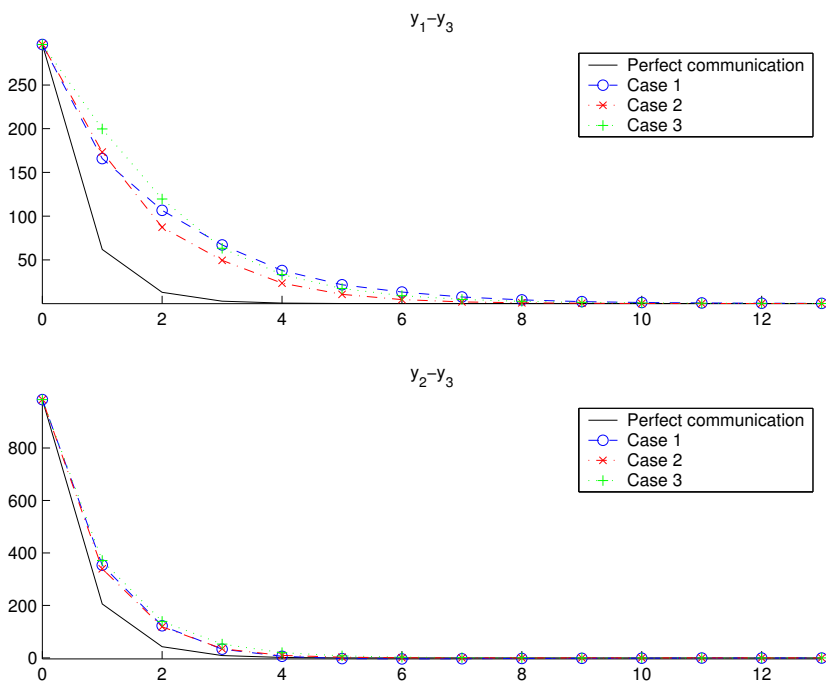 y₁−y₃
250
200
150
100
50
0 2 4 6 8 10 12
Perfect communication
Case 1
Case 2
Case 3
y₂−y₃
800
600
400
200
0
0 2 4 6 8 10 12
Perfect communication
Case 1
Case 2
Case 3